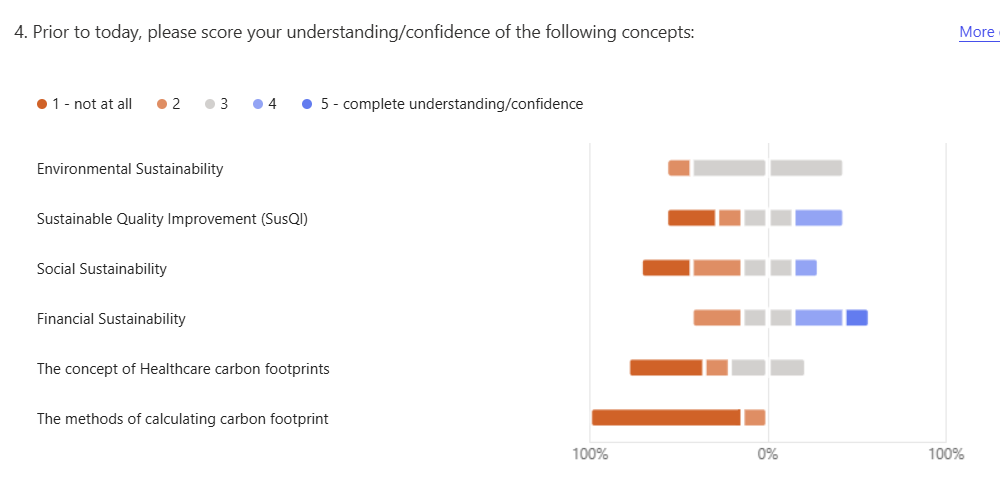 4. Prior to today, please score your understanding/confidence of the following concepts:
More
1 - not at all 2 3 4 5 - complete understanding/confidence
Environmental Sustainability
Sustainable Quality Improvement (SusQI)
Social Sustainability
Financial Sustainability
The concept of Healthcare carbon footprints
The methods of calculating carbon footprint
100% 0% 100%